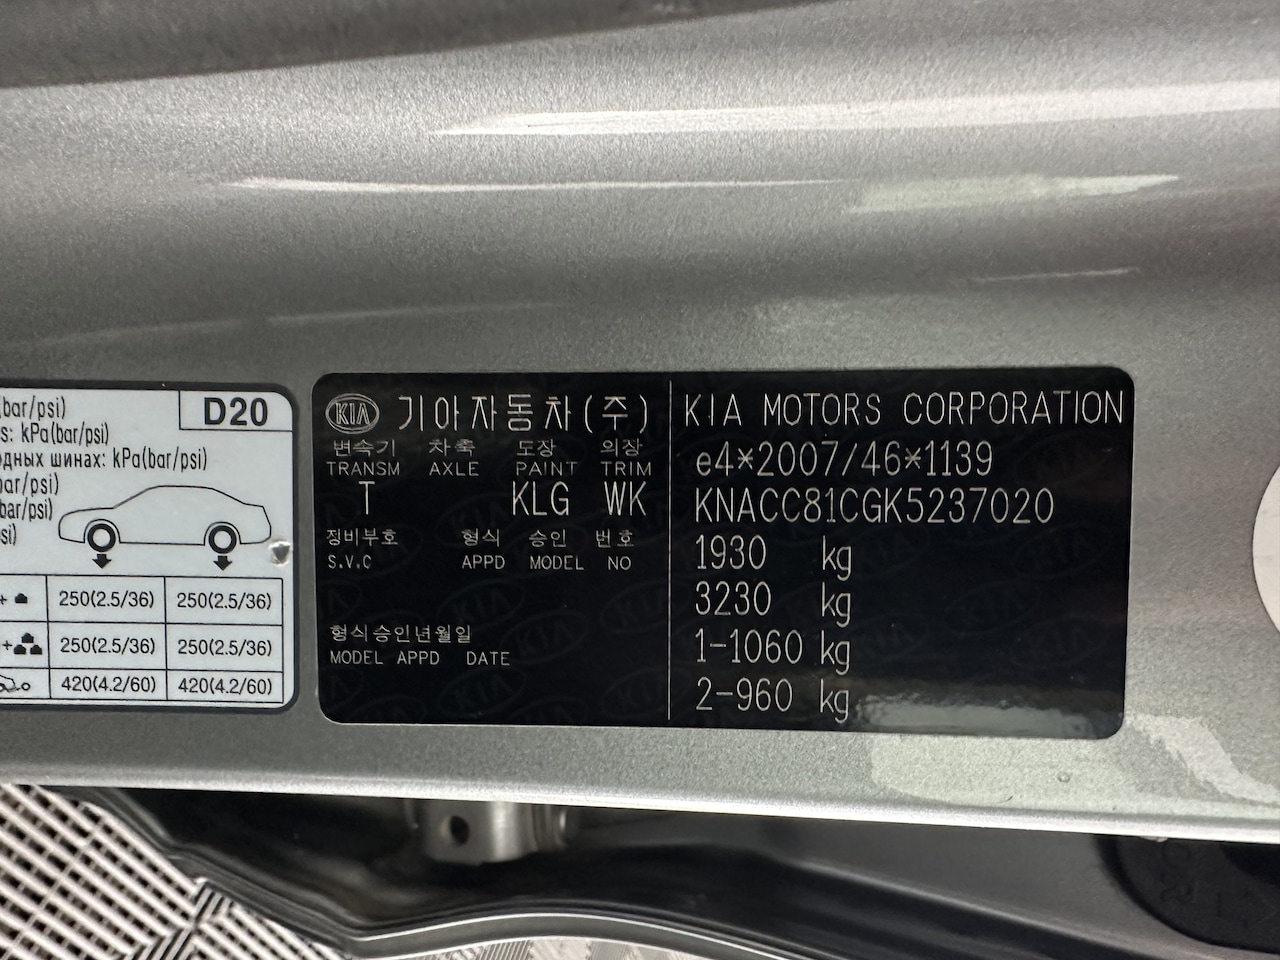 (bar/psi)
D20
s: kPa(bar/psi)
одных шинах: kPa(bar/psi)
bar/psi)
bar/psi)
si)
+ 250(2.5/36) 250(2.5/36)
+ 250(2.5/36) 250(2.5/36)
420(4.2/60) 420(4.2/60)
KIA 기아자동차(주)
변속기 차축 도장 의장
TRANSM AXLE PAINT TRIM
T KLG WK
정비부호 형식 승인 번호
S.V.C APPD MODEL NO
형식승인년월일
MODEL APPD DATE
KIA MOTORS CORPORATION
e4*2007/46*1139
KNACC81CGK5237020
1930 kg
3230 kg
1-1060 kg
2-960 kg